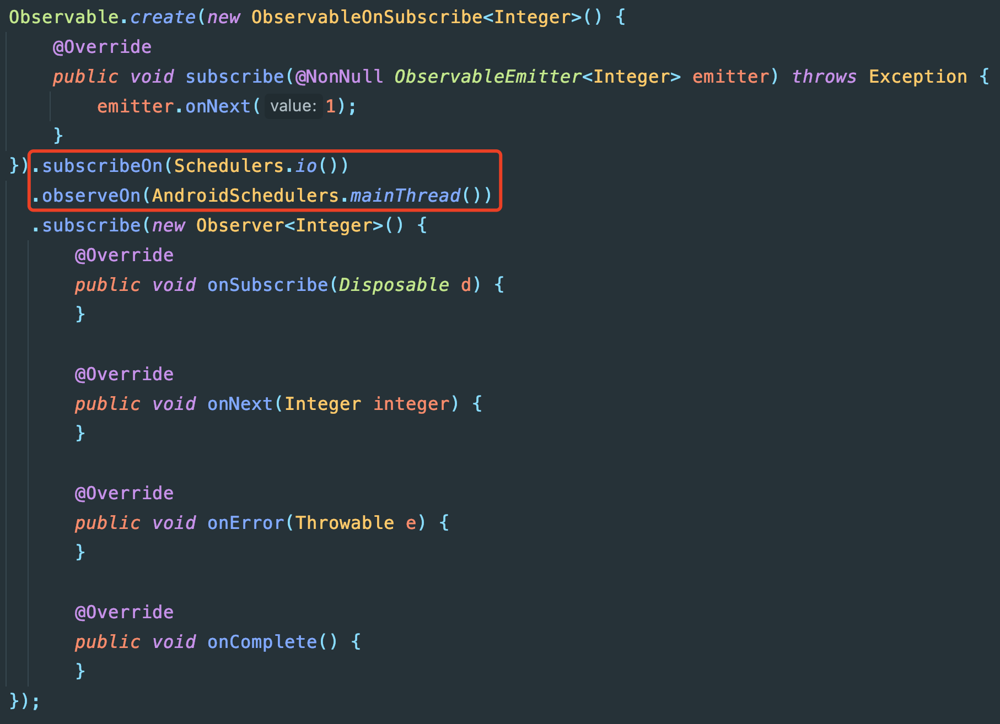 Observable.create(new ObservableOnSubscribe<Integer>() {
    @Override
    public void subscribe(@NonNull ObservableEmitter<Integer> emitter) throws Exception {
        emitter.onNext( value: 1);
    }
}).subscribeOn(Schedulers.io())
  .observeOn(AndroidSchedulers.mainThread())
  .subscribe(new Observer<Integer>() {
      @Override
      public void onSubscribe(Disposable d) {
      }

      @Override
      public void onNext(Integer integer) {
      }

      @Override
      public void onError(Throwable e) {
      }

      @Override
      public void onComplete() {
      }
});